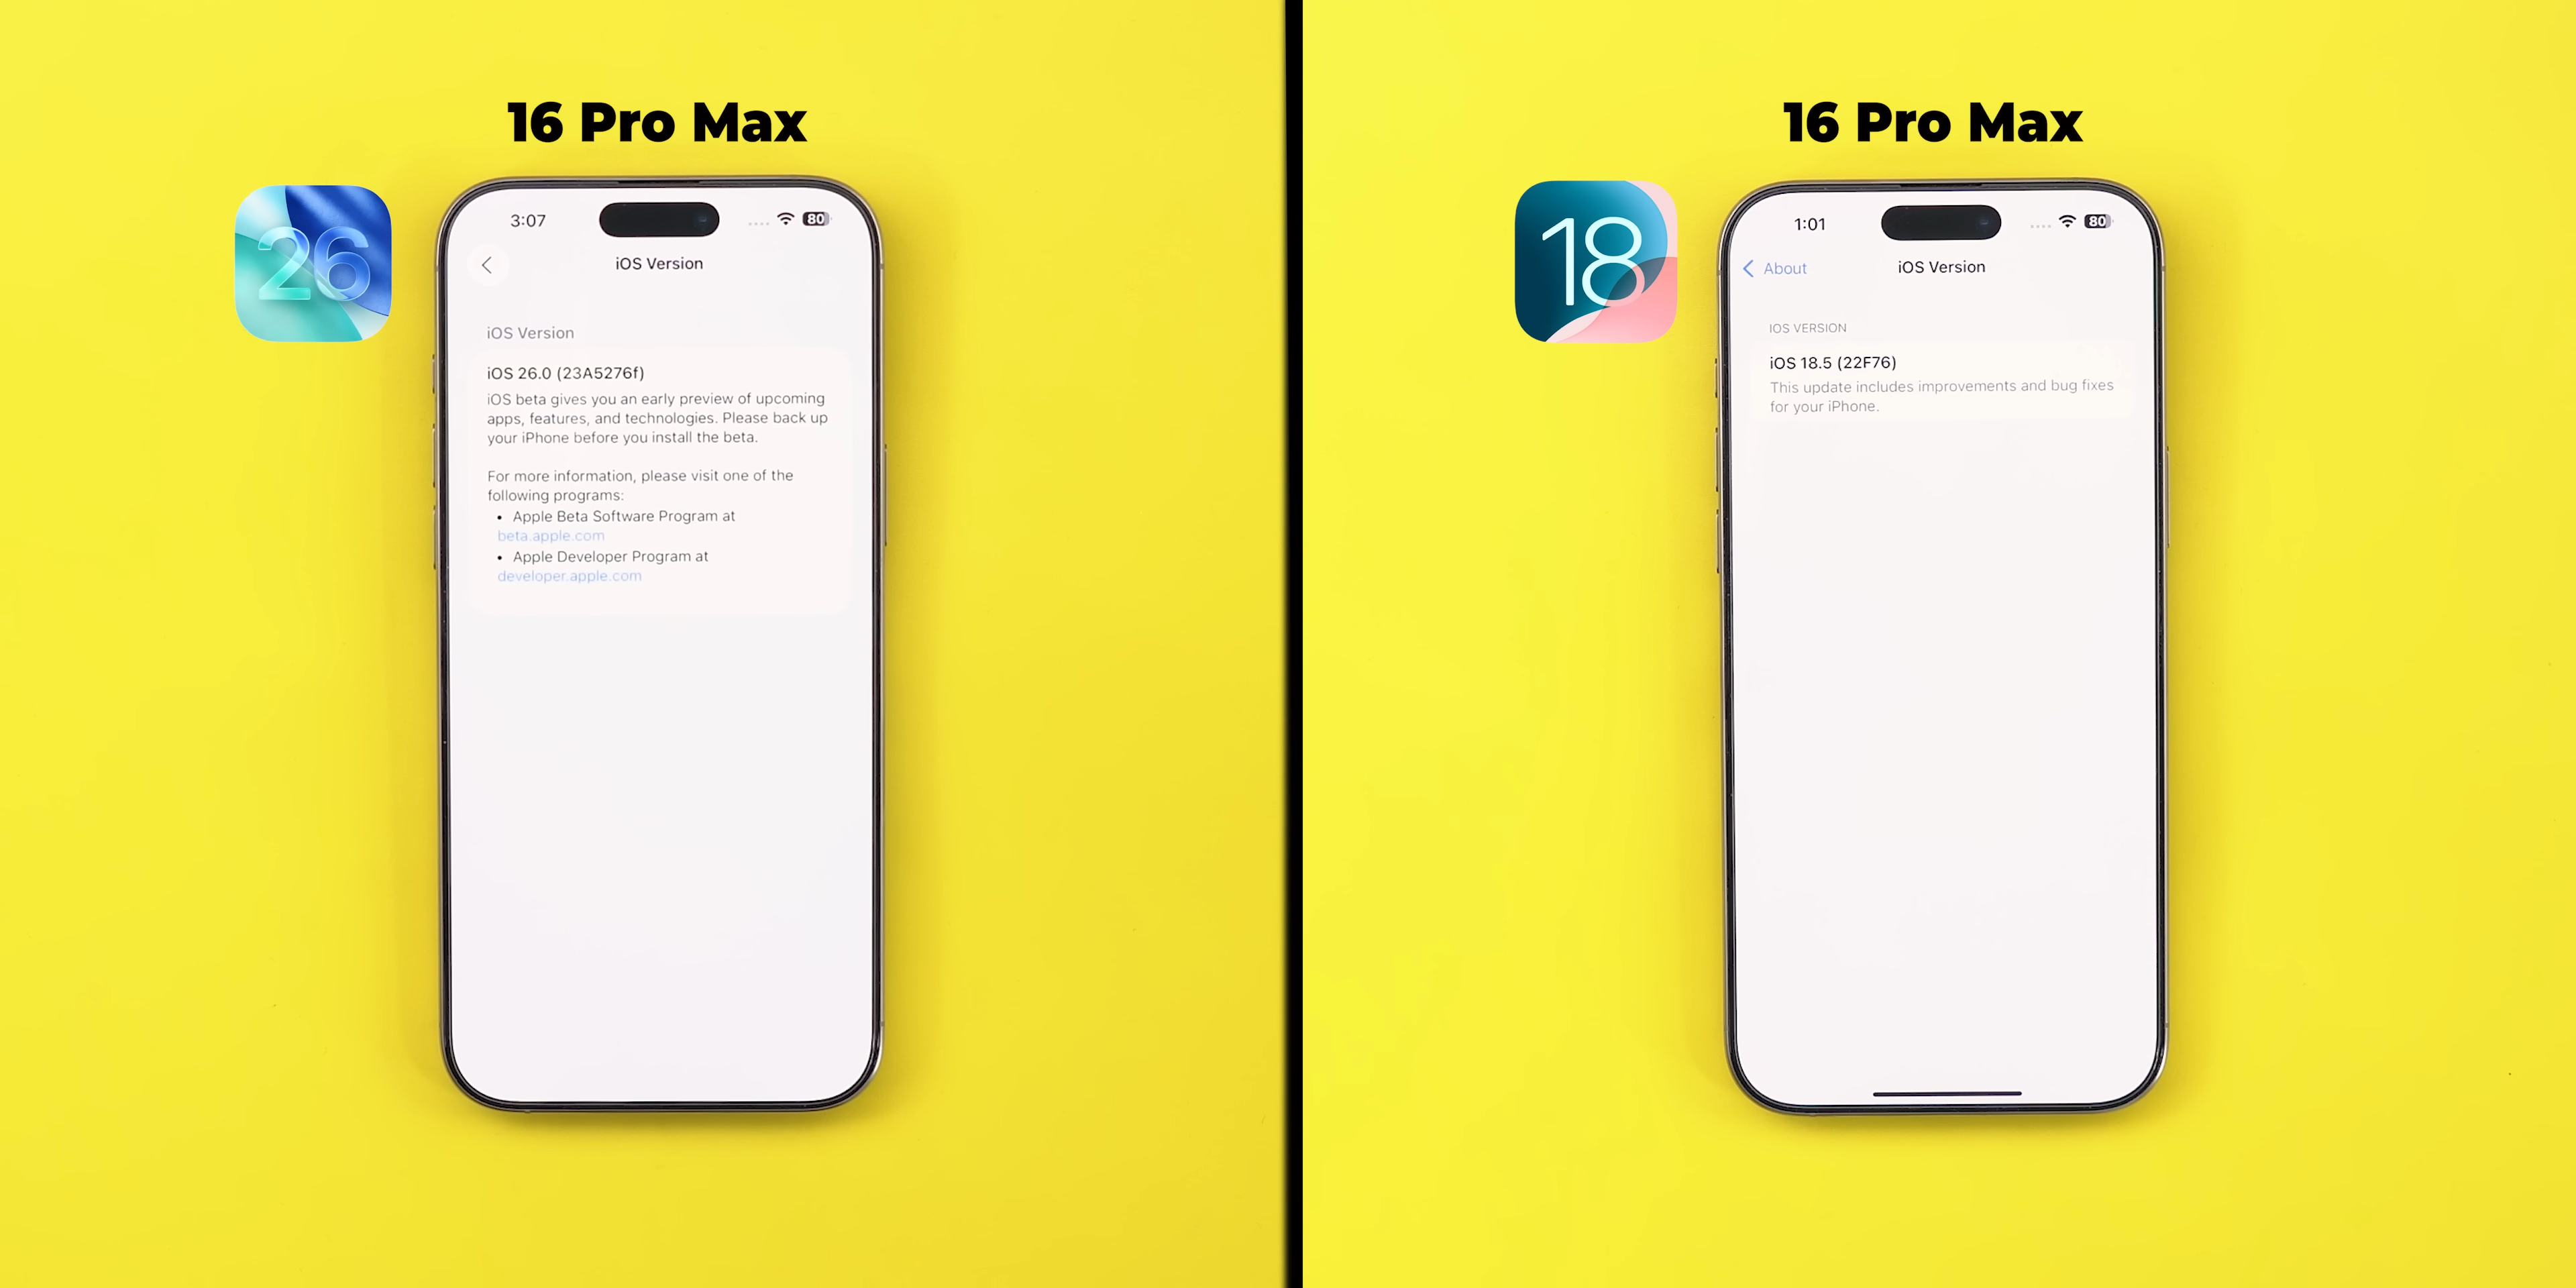 16 Pro Max
26
3:07
80
iOS Version
iOS Version
iOS 26.0 (23A5276f)
iOS beta gives you an early preview of upcoming
apps, features, and technologies. Please back up
your iPhone before you install the beta.
For more information, please visit one of the
following programs:
• Apple Beta Software Program at
beta.apple.com
• Apple Developer Program at
developer.apple.com
16 Pro Max
18
1:01
80
About
iOS Version
IOS VERSION
iOS 18.5 (22F76)
This update includes improvements and bug fixes
for your iPhone.